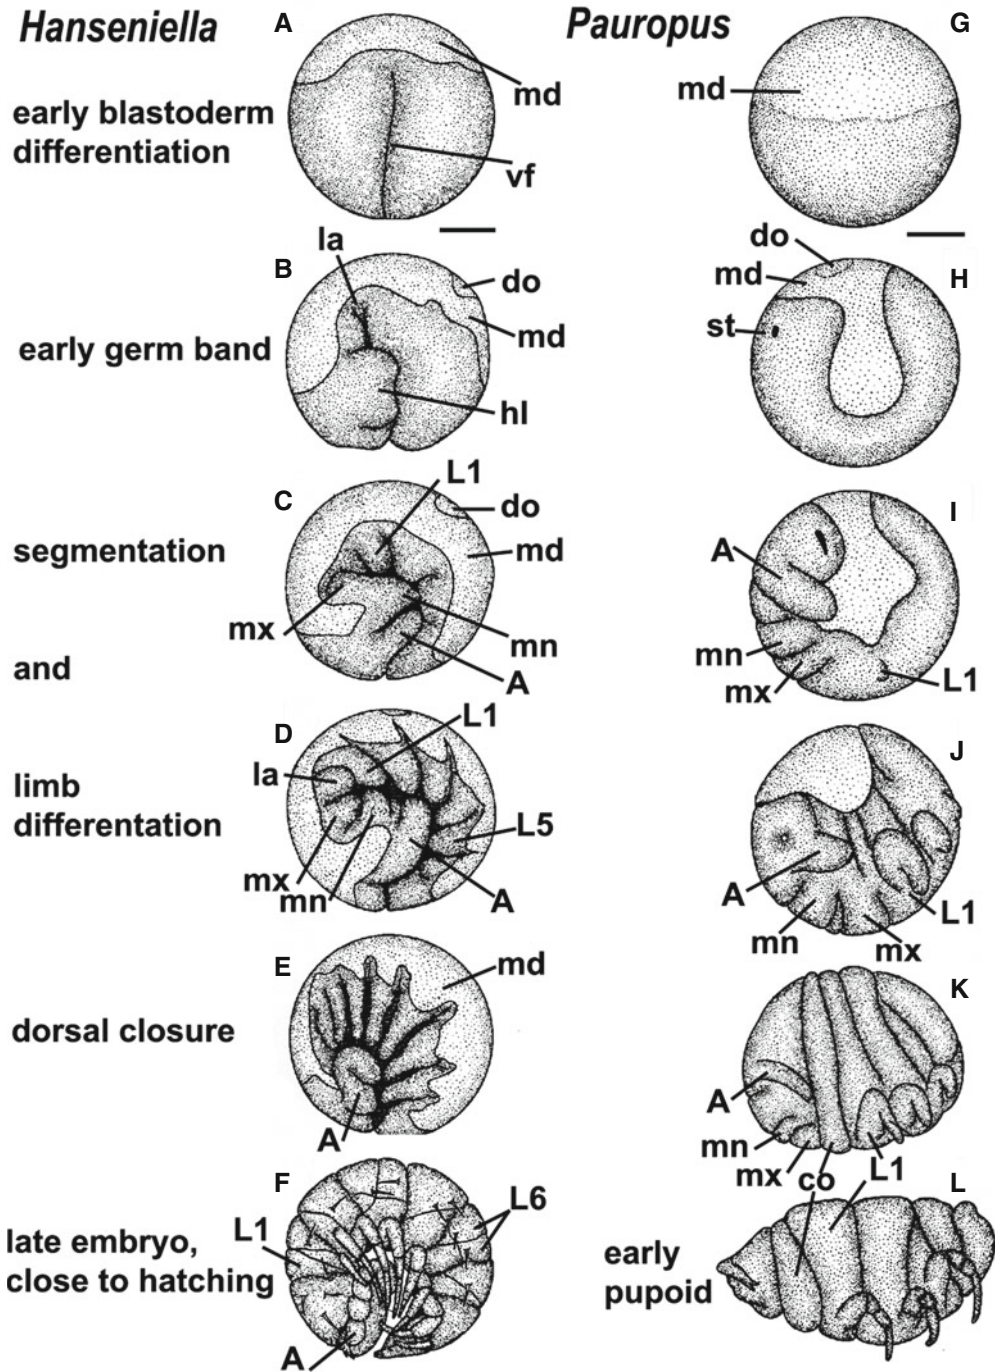 Hanseniella
Pauropus
A
md
vf
early blastoderm
differentiation
G
md
la
B
do
md
hl
early germ band
do
md
st
H
C
L1
do
md
mx
mn
A
segmentation
and
I
A
mn
mx
L1
D
L1
la
L5
mx
mn
A
limb
differentation
J
A
mn
mx
L1
E
md
A
dorsal closure
K
A
mn
mx
co
L1
F
L1
L6
A
late embryo,
close to hatching
L
early
pupoid